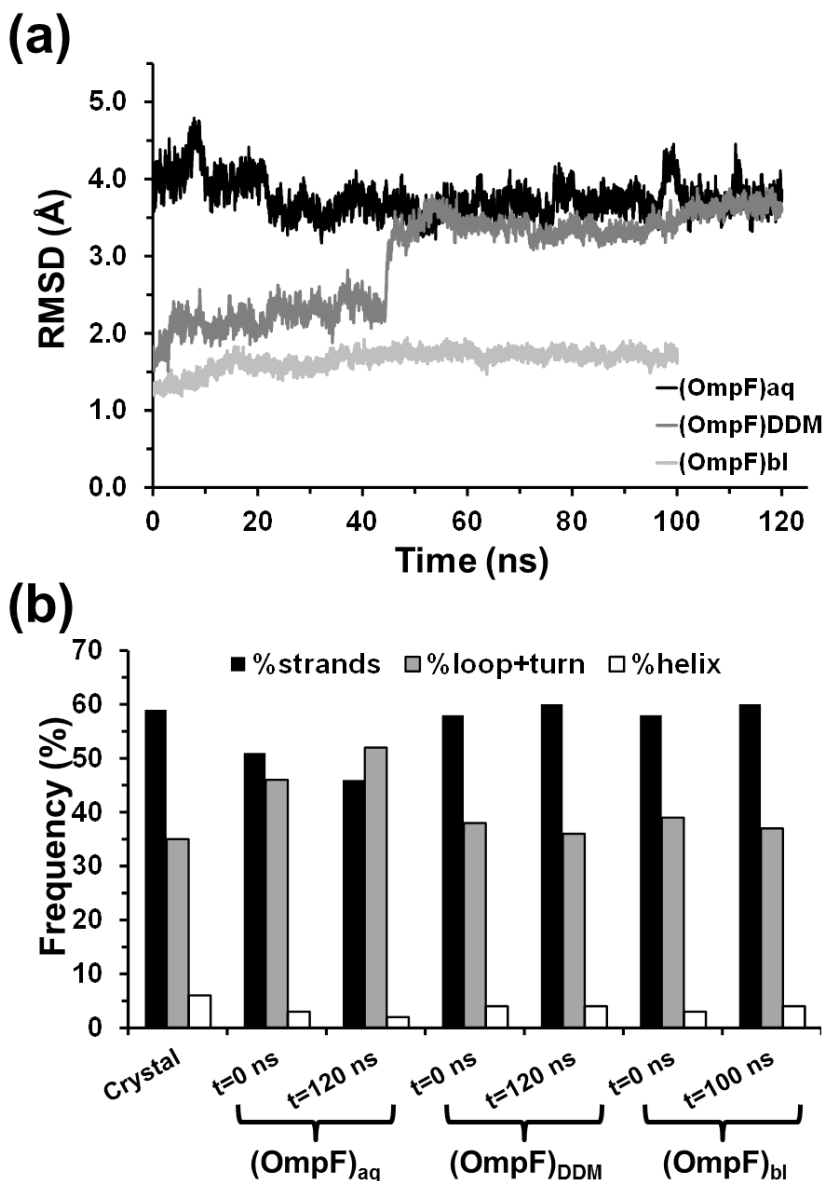 (a)
5.0
4.0
3.0
2.0
1.0
0.0
RMSD (Å)
(OmpF)aq
(OmpF)DDM
(OmpF)bl
0 20 40 60 80 100 120
Time (ns)
(b)
70
60
50
40
30
20
10
0
Frequency (%)
%strands %loop+turn %helix
Crystal t=0 ns t=120 ns t=0 ns t=120 ns t=0 ns t=100 ns
(OmpF)aq (OmpF)DDM (OmpF)bl